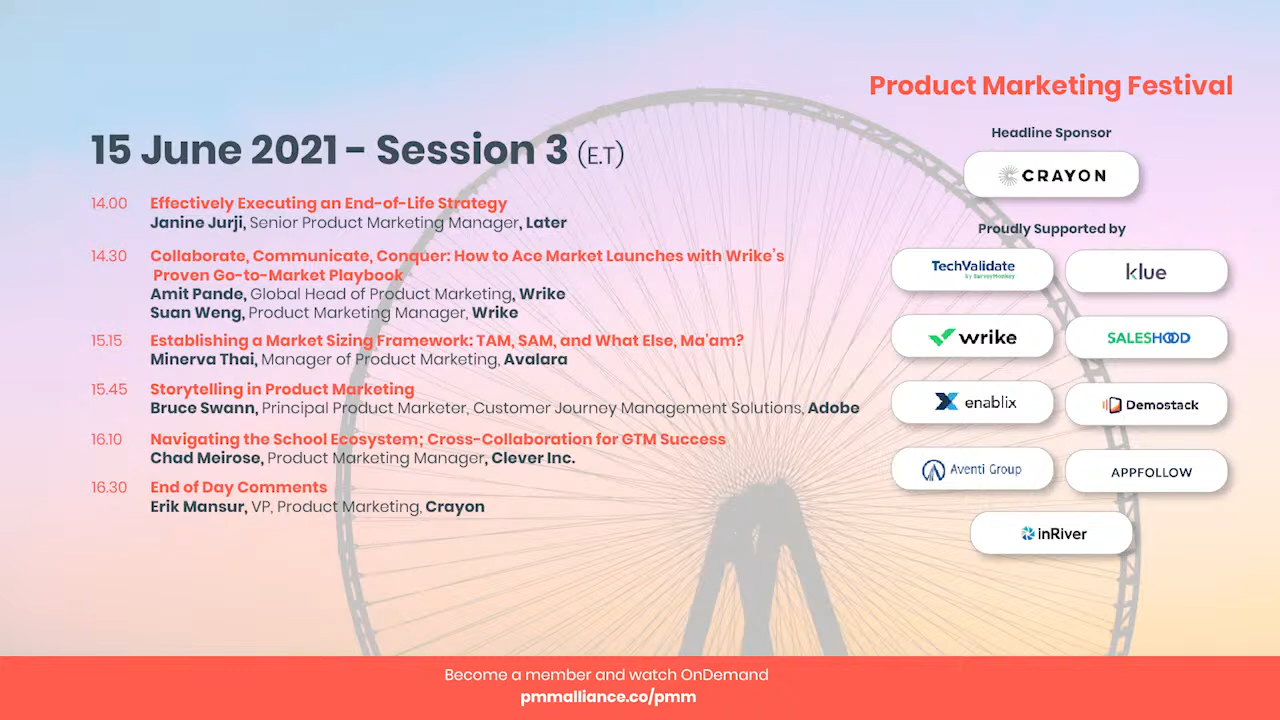 Product Marketing Festival
15 June 2021 - Session 3 (E.T)
14.00 Effectively Executing an End-of-Life Strategy
Janine Jurji, Senior Product Marketing Manager, Later
14.30 Collaborate, Communicate, Conquer: How to Ace Market Launches with Wrike's
Proven Go-to-Market Playbook
Amit Pande, Global Head of Product Marketing, Wrike
Suan Weng, Product Marketing Manager, Wrike
15.15 Establishing a Market Sizing Framework: TAM, SAM, and What Else, Ma'am?
Minerva Thai, Manager of Product Marketing, Avalara
15.45 Storytelling in Product Marketing
Bruce Swann, Principal Product Marketer, Customer Journey Management Solutions, Adobe
16.10 Navigating the School Ecosystem; Cross-Collaboration for GTM Success
Chad Meirose, Product Marketing Manager, Clever Inc.
16.30 End of Day Comments
Erik Mansur, VP, Product Marketing, Crayon
Headline Sponsor
CRAYON
Proudly Supported by
TechValidate
by SurveyMonkey
klue
wrike
SALESHOOD
enablix
Demostack
Aventi Group
APPFOLLOW
inRiver
Become a member and watch OnDemand
pmmalliance.co/pmm